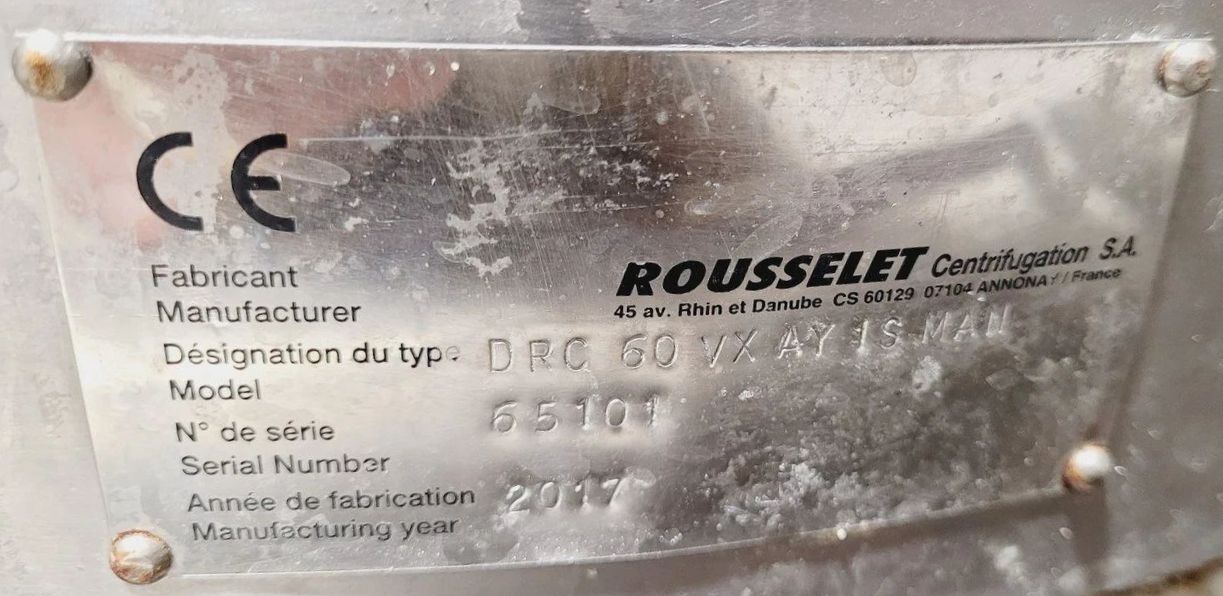 CE
Fabricant
Manufacturer
ROUSSELET Centrifugation S.A.
45 av. Rhin et Danube CS 60129 07104 ANNONAY / France
Désignation du type DRC 60 VX AY IS MAN
Model
N° de série 65101
Serial Number
Année de fabrication 2017
Manufacturing year